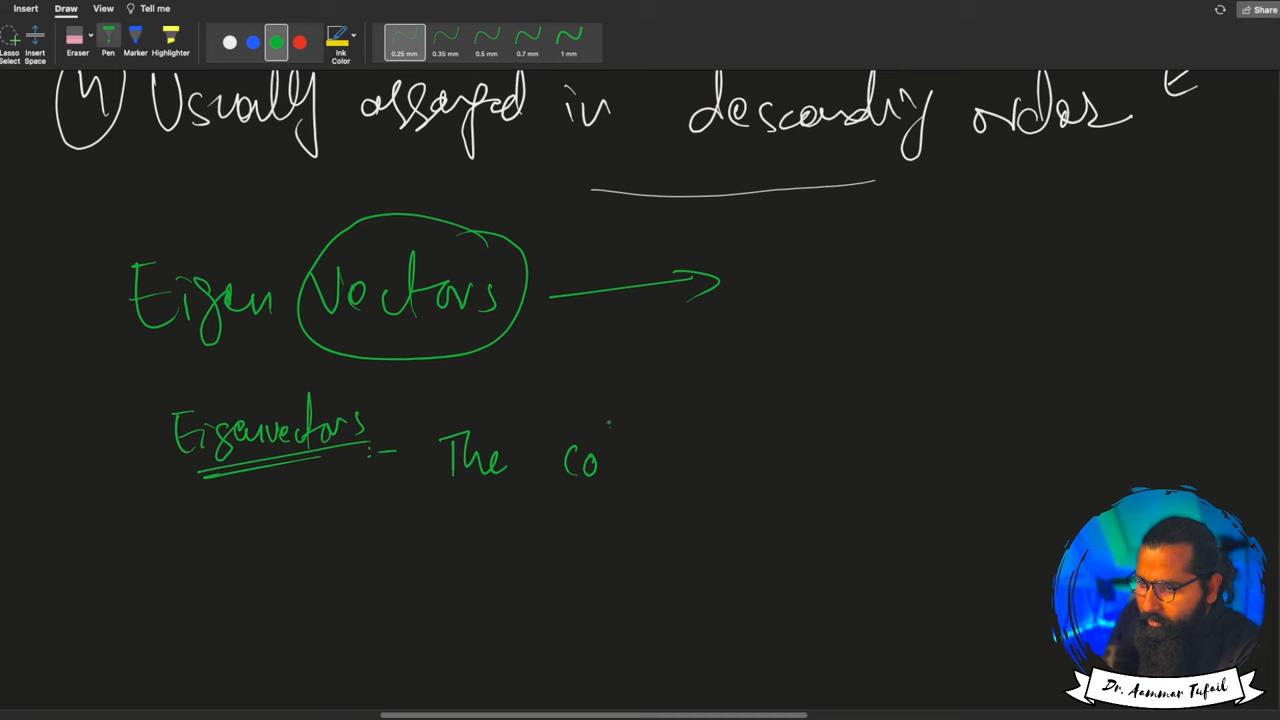 Insert Draw View Tell me
Share
Lasso Select
Insert Space
Eraser
Pen
Marker
Highlighter
Ink Color
0.25 mm 0.35 mm 0.5 mm 0.7 mm 1 mm
(4) Usually arranged in descending order
Eigen Vectors
Eigenvectors :- The co
Dr. Aammar Tufail